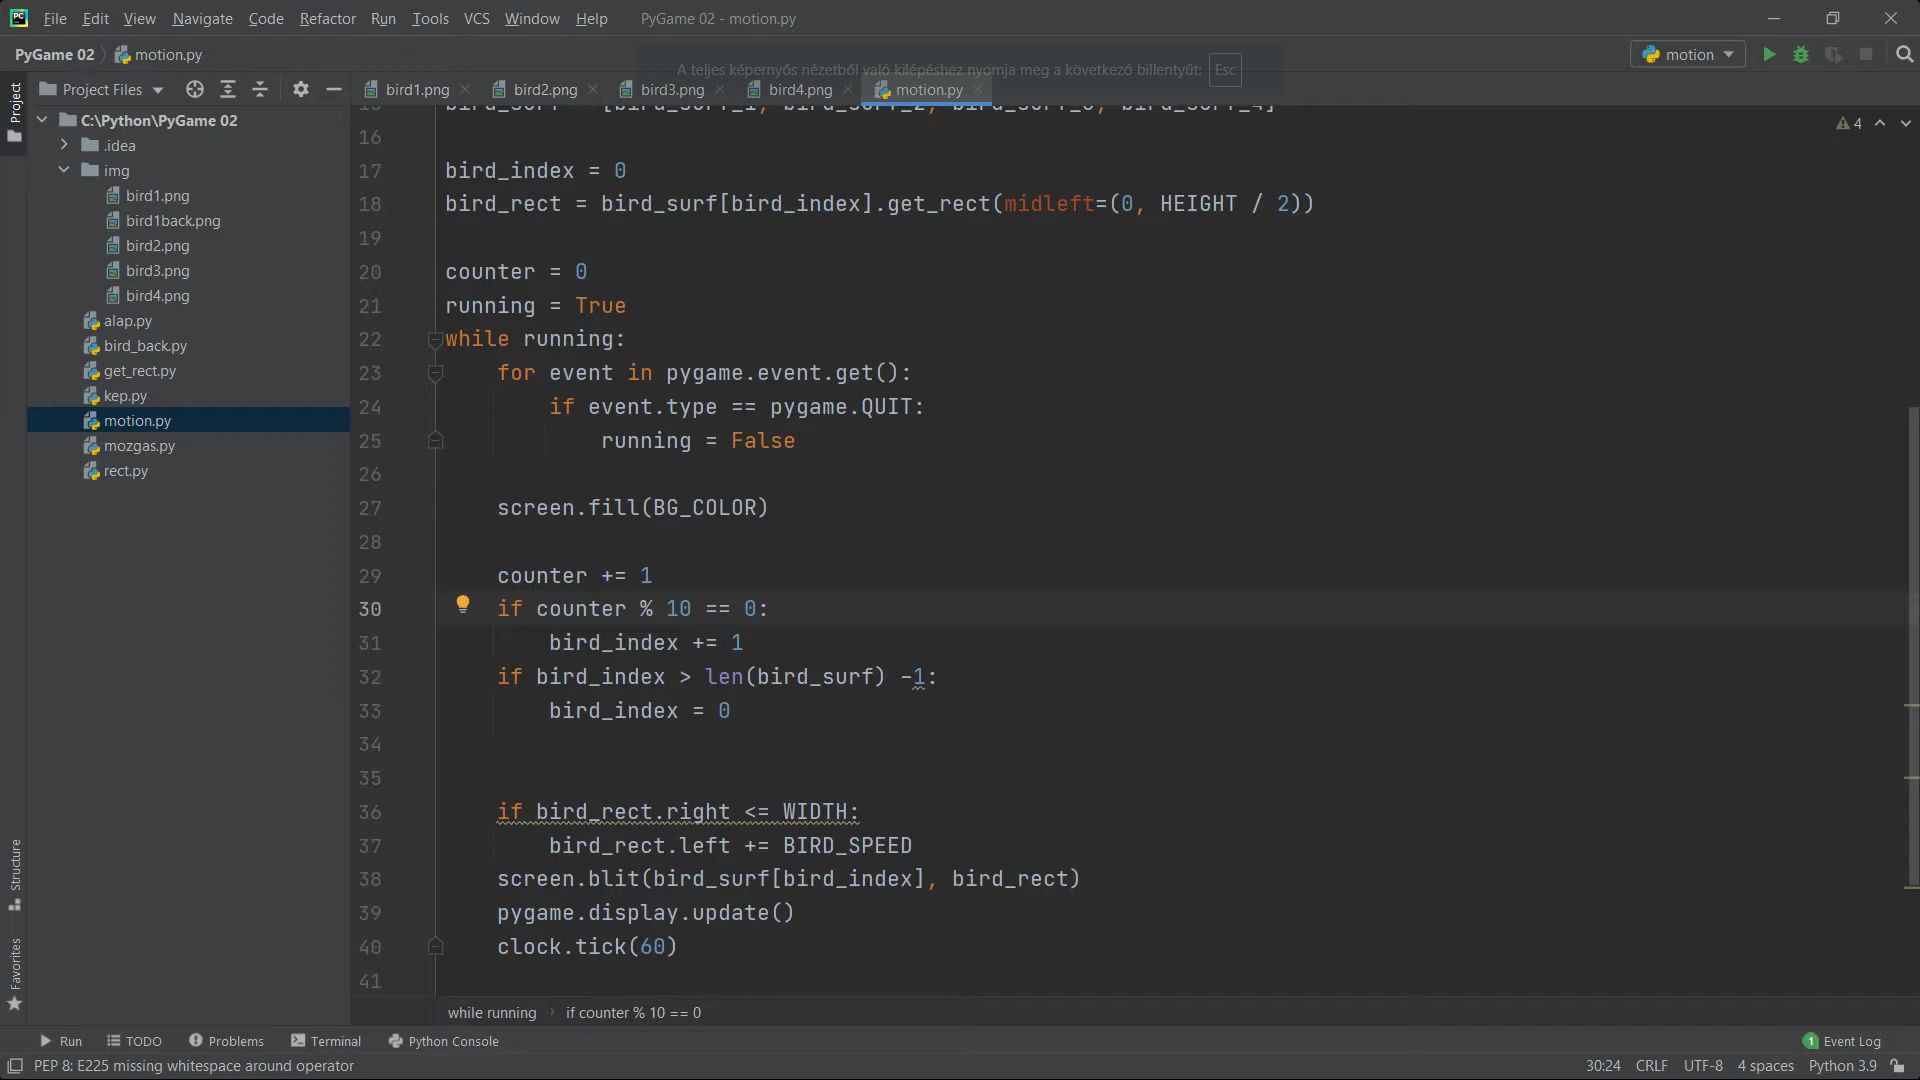 File Edit View Navigate Code Refactor Run Tools VCS Window Help PyGame 02 - motion.py
PyGame 02 motion.py motion
A teljes képernyős nézetből való kilépéshez nyomja meg a következő billentyűt: Esc
Project
Project Files bird1.png bird2.png bird3.png bird4.png motion.py
C:\Python\PyGame 02
.idea
img
bird1.png
bird1back.png
bird2.png
bird3.png
bird4.png
alap.py
bird_back.py
get_rect.py
kep.py
motion.py
mozgas.py
rect.py
Structure
Favorites
4
15 bird_surf = [bird_surf_1, bird_surf_2, bird_surf_3, bird_surf_4]
16
17 bird_index = 0
18 bird_rect = bird_surf[bird_index].get_rect(midleft=(0, HEIGHT / 2))
19
20 counter = 0
21 running = True
22 while running:
23 for event in pygame.event.get():
24 if event.type == pygame.QUIT:
25 running = False
26
27 screen.fill(BG_COLOR)
28
29 counter += 1
30 if counter % 10 == 0:
31 bird_index += 1
32 if bird_index > len(bird_surf) -1:
33 bird_index = 0
34
35
36 if bird_rect.right <= WIDTH:
37 bird_rect.left += BIRD_SPEED
38 screen.blit(bird_surf[bird_index], bird_rect)
39 pygame.display.update()
40 clock.tick(60)
41
while running › if counter % 10 == 0
Run TODO Problems Terminal Python Console 1 Event Log
PEP 8: E225 missing whitespace around operator 30:24 CRLF UTF-8 4 spaces Python 3.9